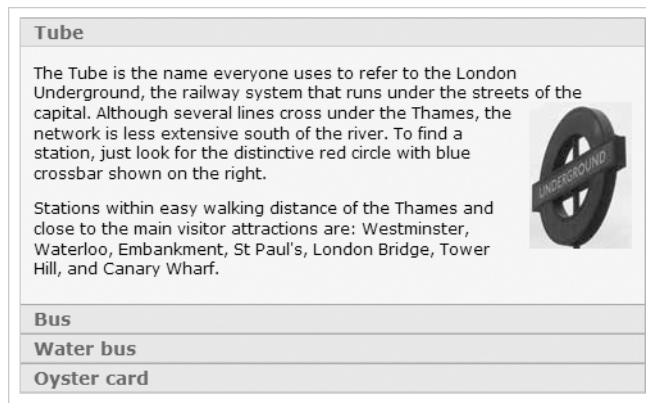 Tube
The Tube is the name everyone uses to refer to the London
Underground, the railway system that runs under the streets of the
capital. Although several lines cross under the Thames, the
network is less extensive south of the river. To find a
station, just look for the distinctive red circle with blue
crossbar shown on the right.
UNDERGROUND
Stations within easy walking distance of the Thames and
close to the main visitor attractions are: Westminster,
Waterloo, Embankment, St Paul's, London Bridge, Tower
Hill, and Canary Wharf.
Bus
Water bus
Oyster card